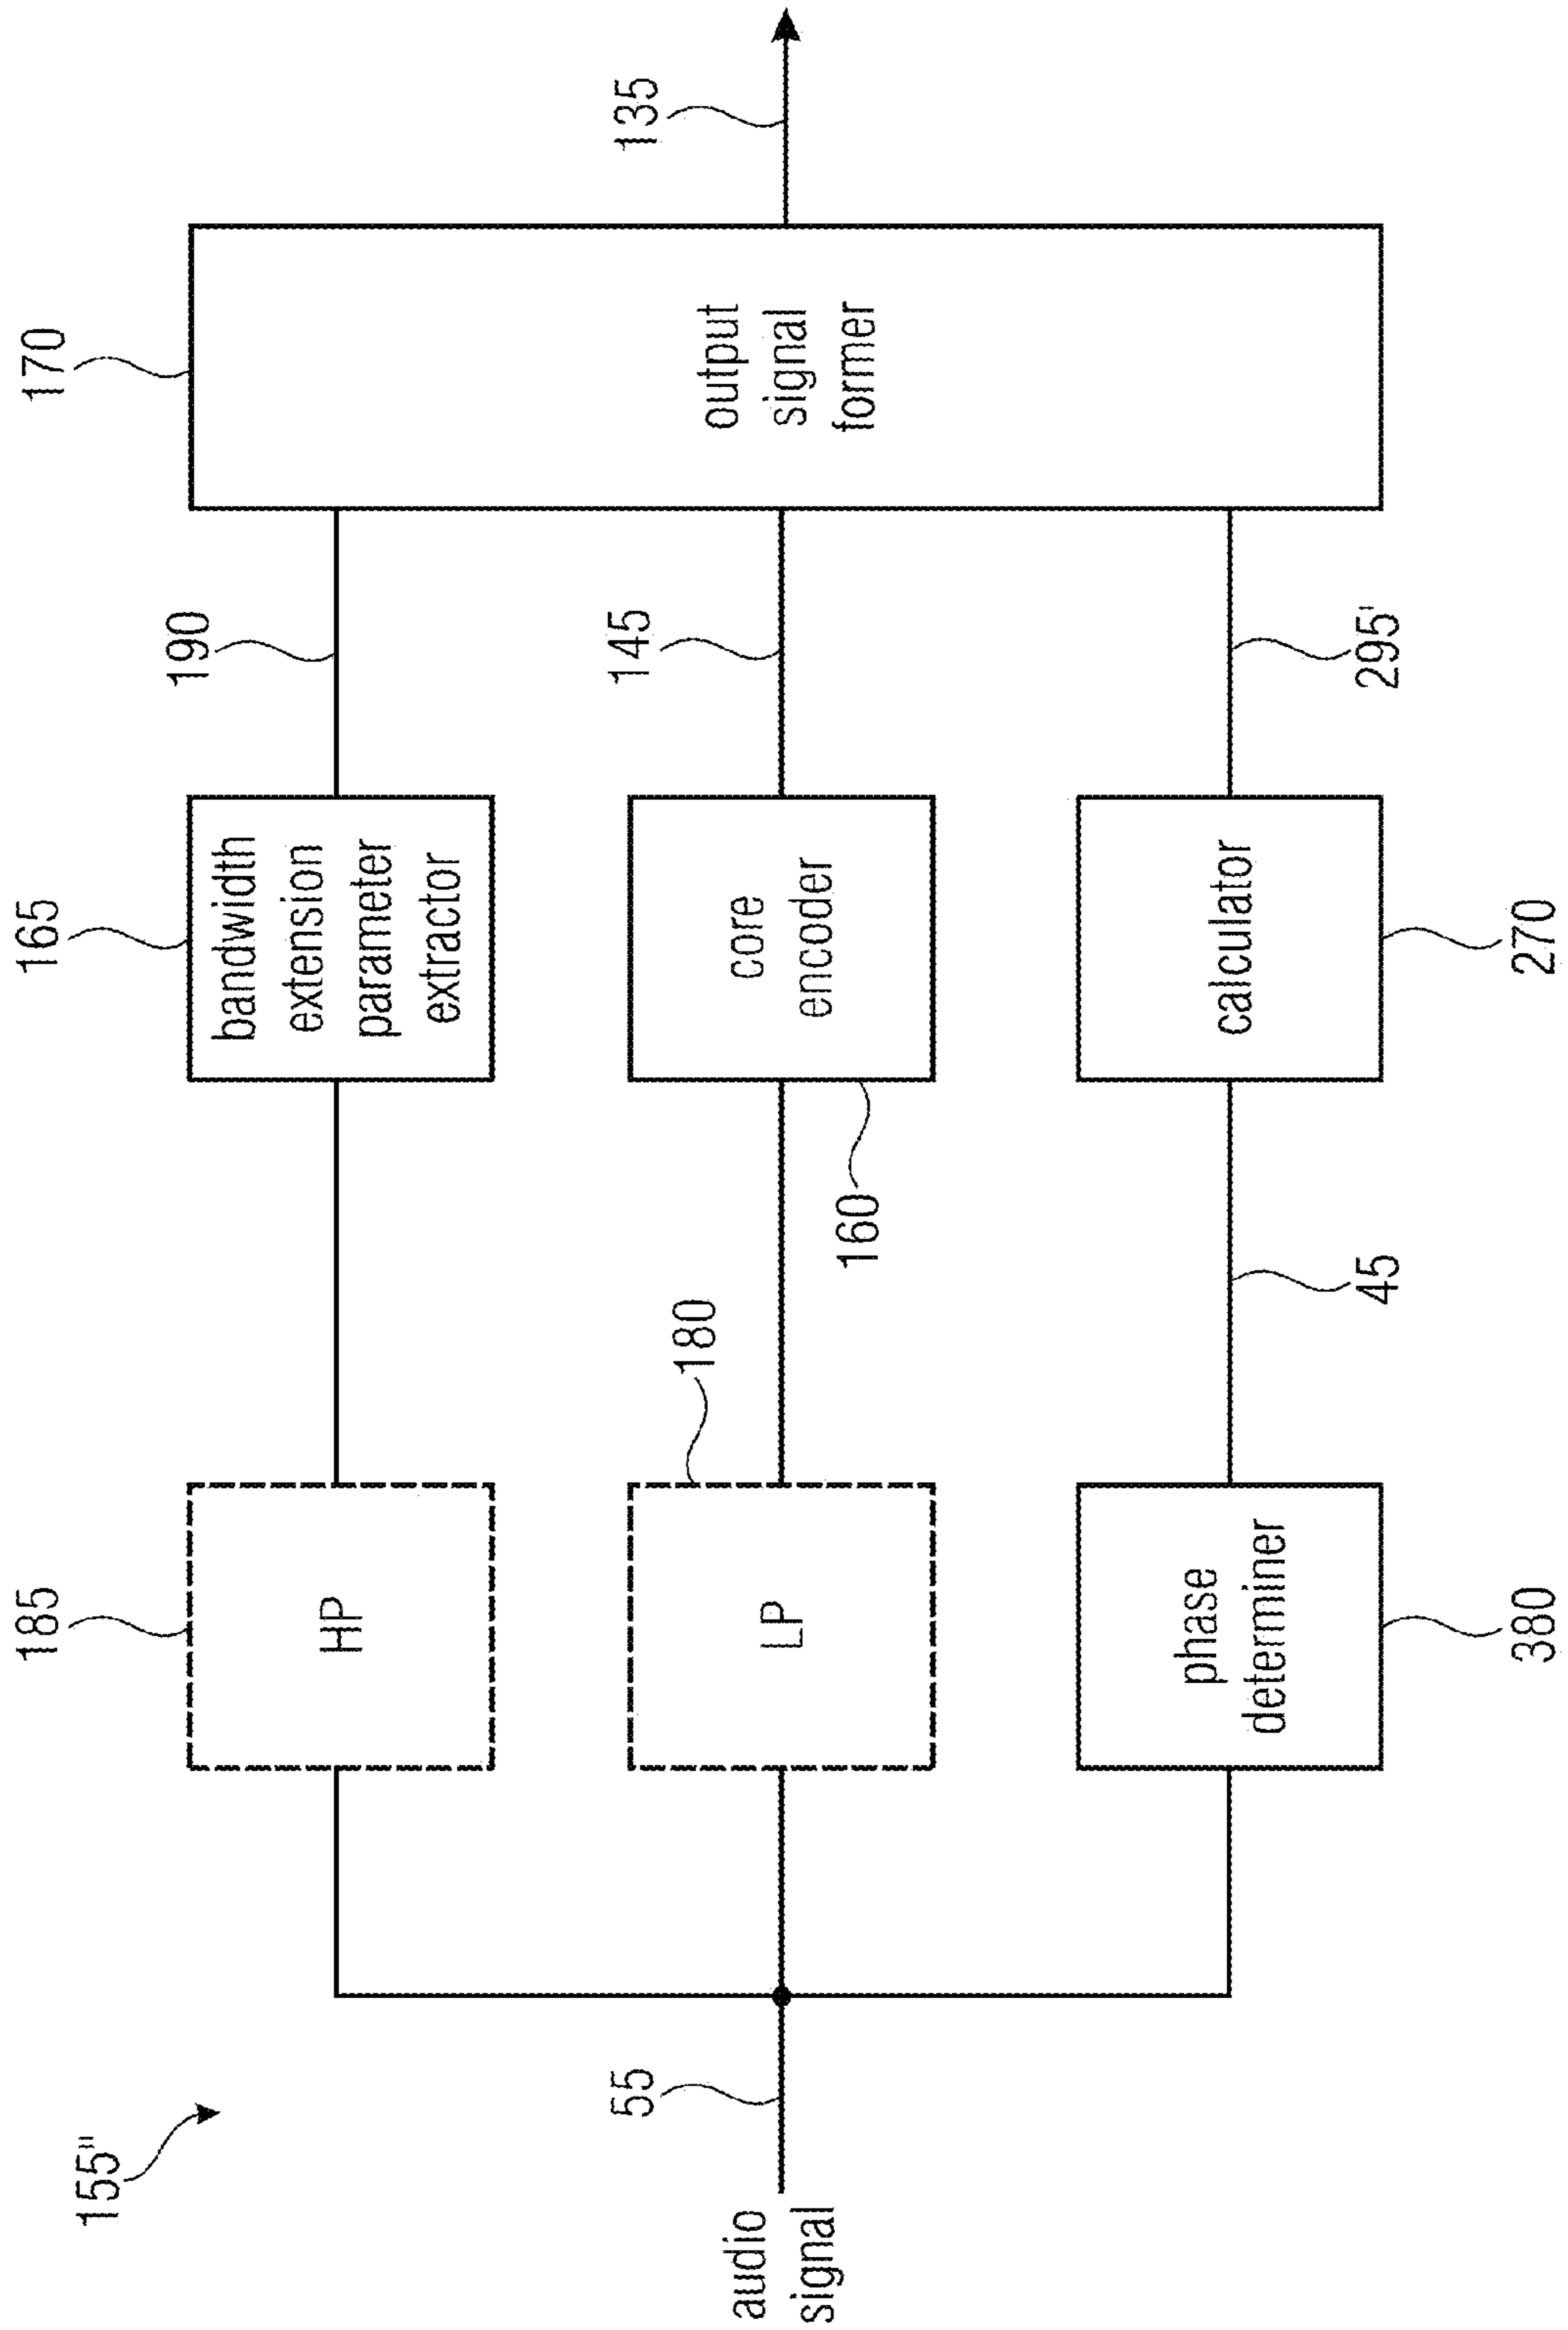 155"
audio
signal
55
185
HP
180
LP
phase
determiner
380
45
165
bandwidth
extension
parameter
extractor
160
core
encoder
calculator
270
190
145
295'
170
output
signal
former
135